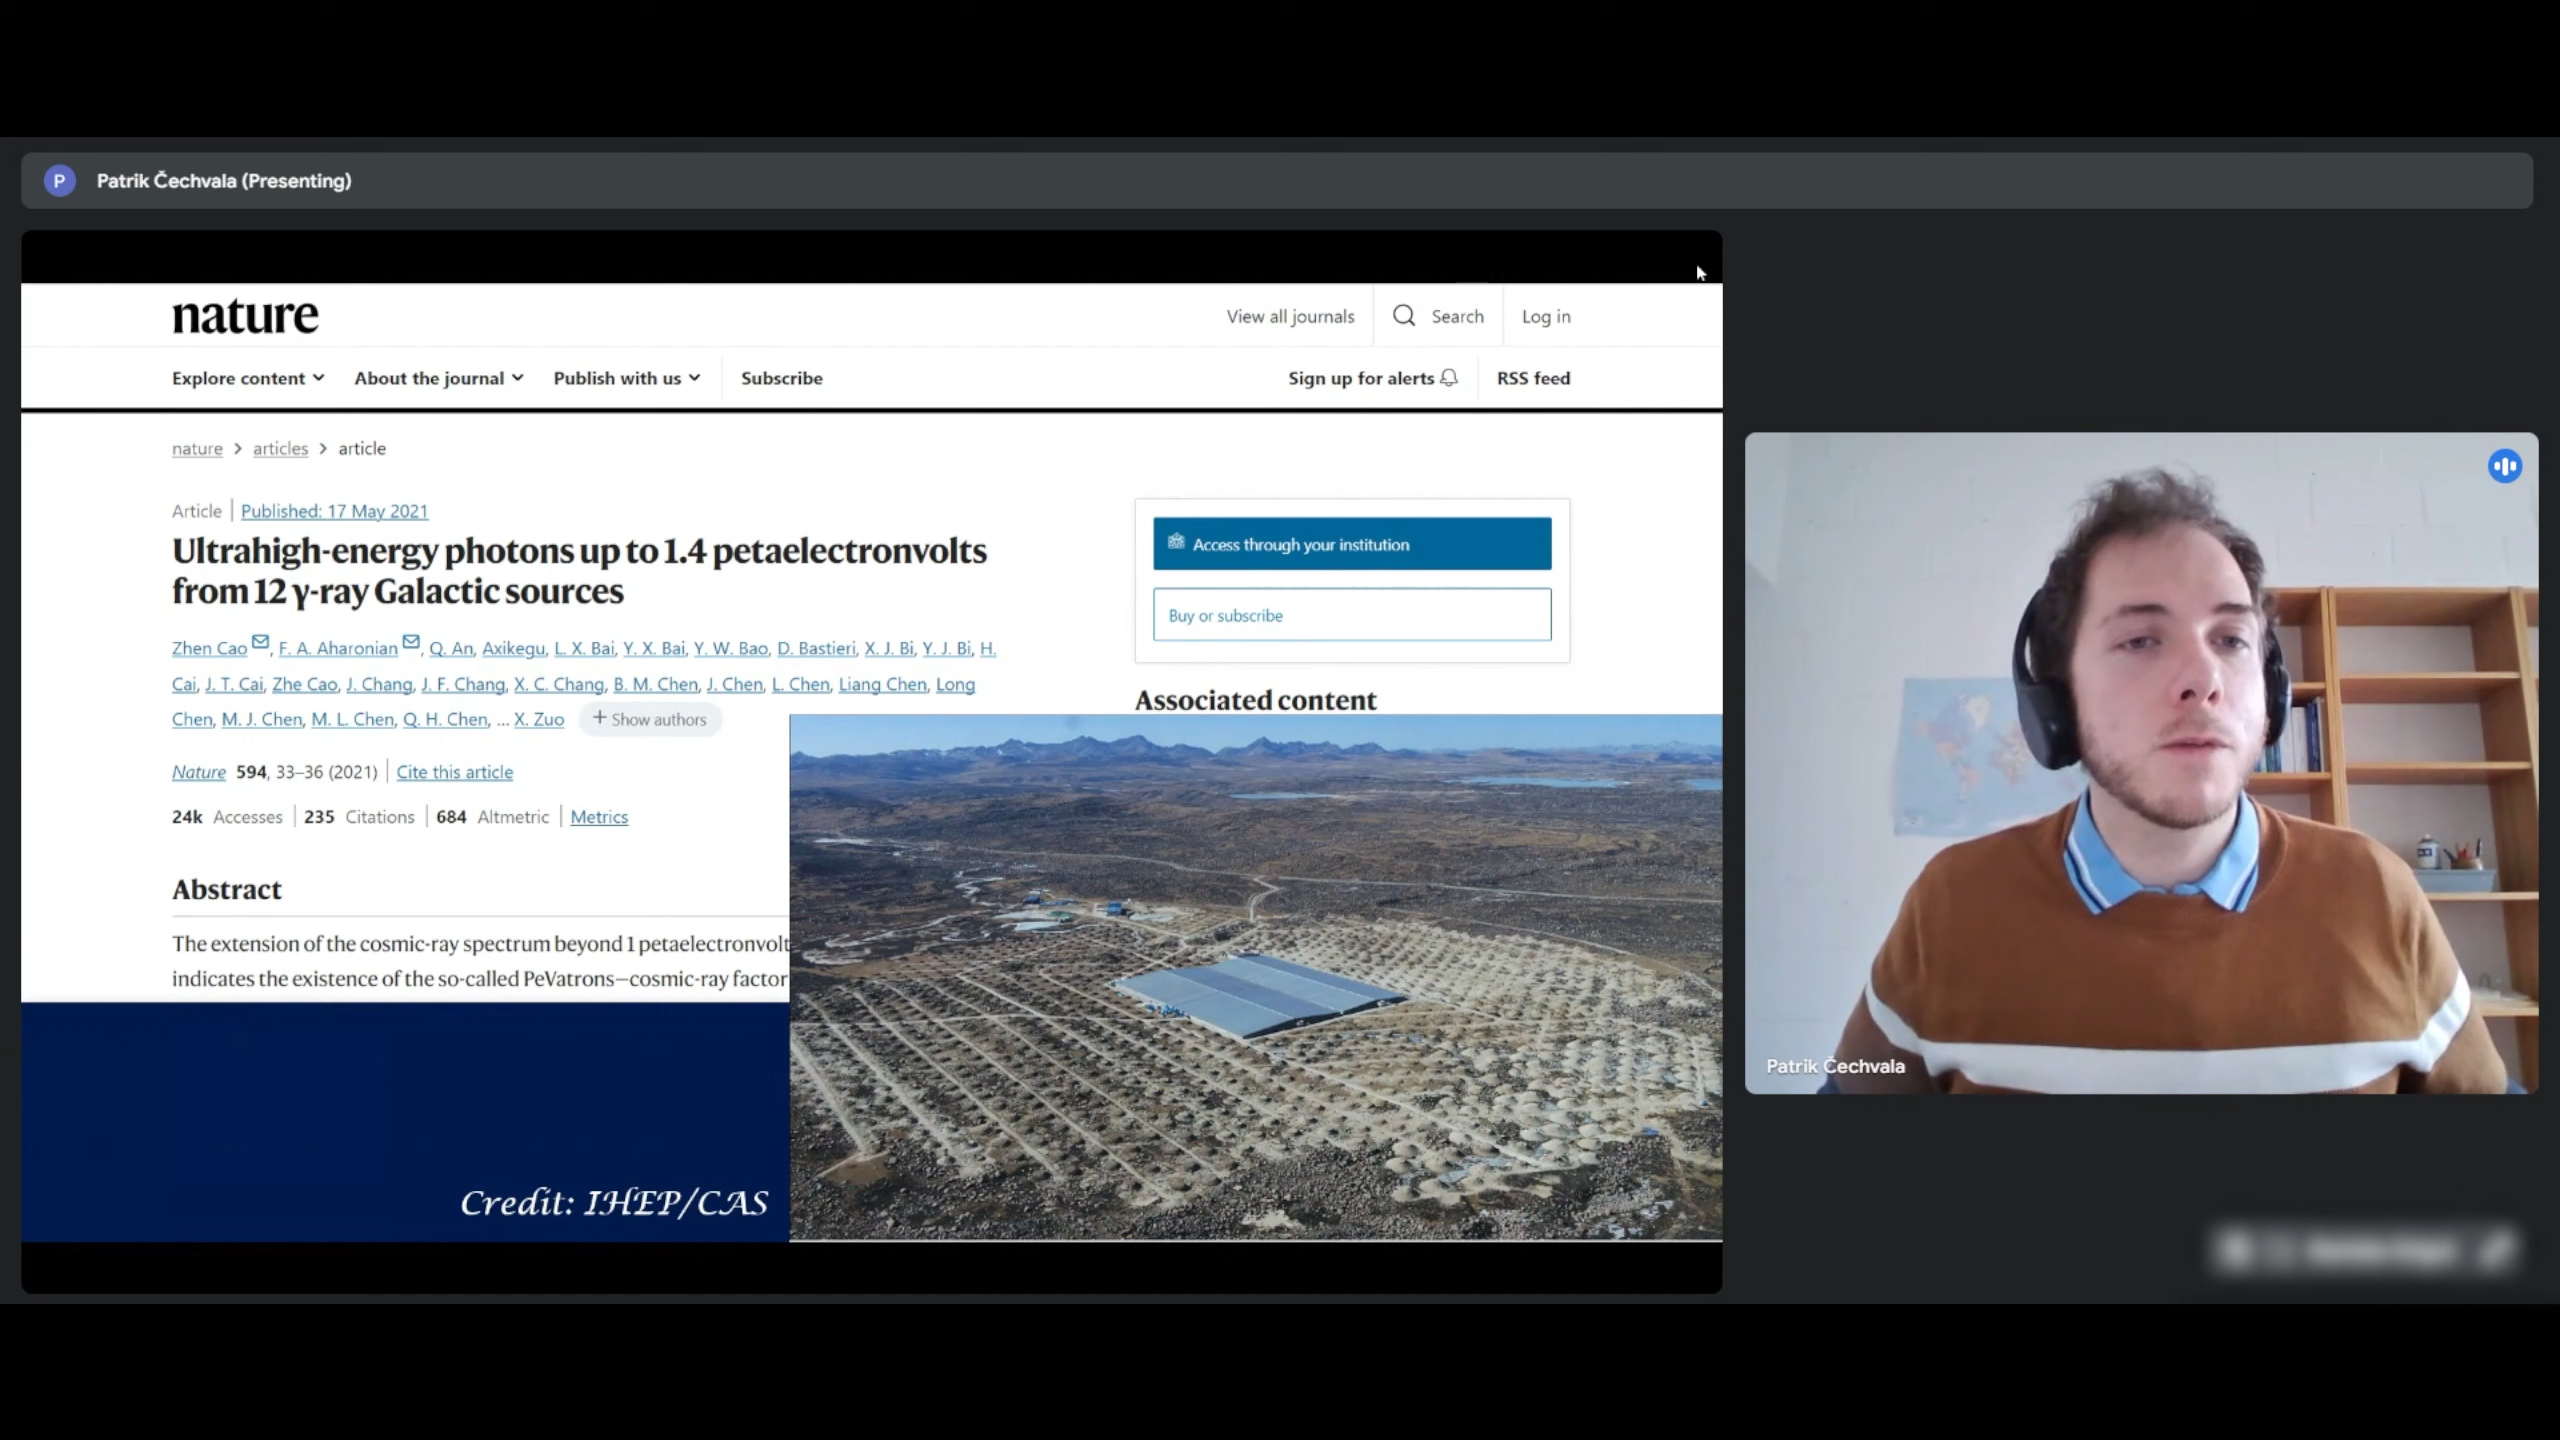 P Patrik Čechvala (Presenting)
nature
View all journals
Search
Log in
Explore content
About the journal
Publish with us
Subscribe
Sign up for alerts
RSS feed
nature > articles > article
Article | Published: 17 May 2021
Ultrahigh-energy photons up to 1.4 petaelectronvolts
from 12 γ-ray Galactic sources
Zhen Cao, F. A. Aharonian, Q. An, Axikegu, L. X. Bai, Y. X. Bai, Y. W. Bao, D. Bastieri, X. J. Bi, Y. J. Bi, H.
Cai, J. T. Cai, Zhe Cao, J. Chang, J. F. Chang, X. C. Chang, B. M. Chen, J. Chen, L. Chen, Liang Chen, Long
Chen, M. J. Chen, M. L. Chen, Q. H. Chen, ... X. Zuo + Show authors
Nature 594, 33–36 (2021) | Cite this article
24k Accesses | 235 Citations | 684 Altmetric | Metrics
Abstract
The extension of the cosmic-ray spectrum beyond 1 petaelectronvolt
indicates the existence of the so-called PeVatrons—cosmic-ray factor
Access through your institution
Buy or subscribe
Associated content
Credit: IHEP/CAS
Patrik Čechvala